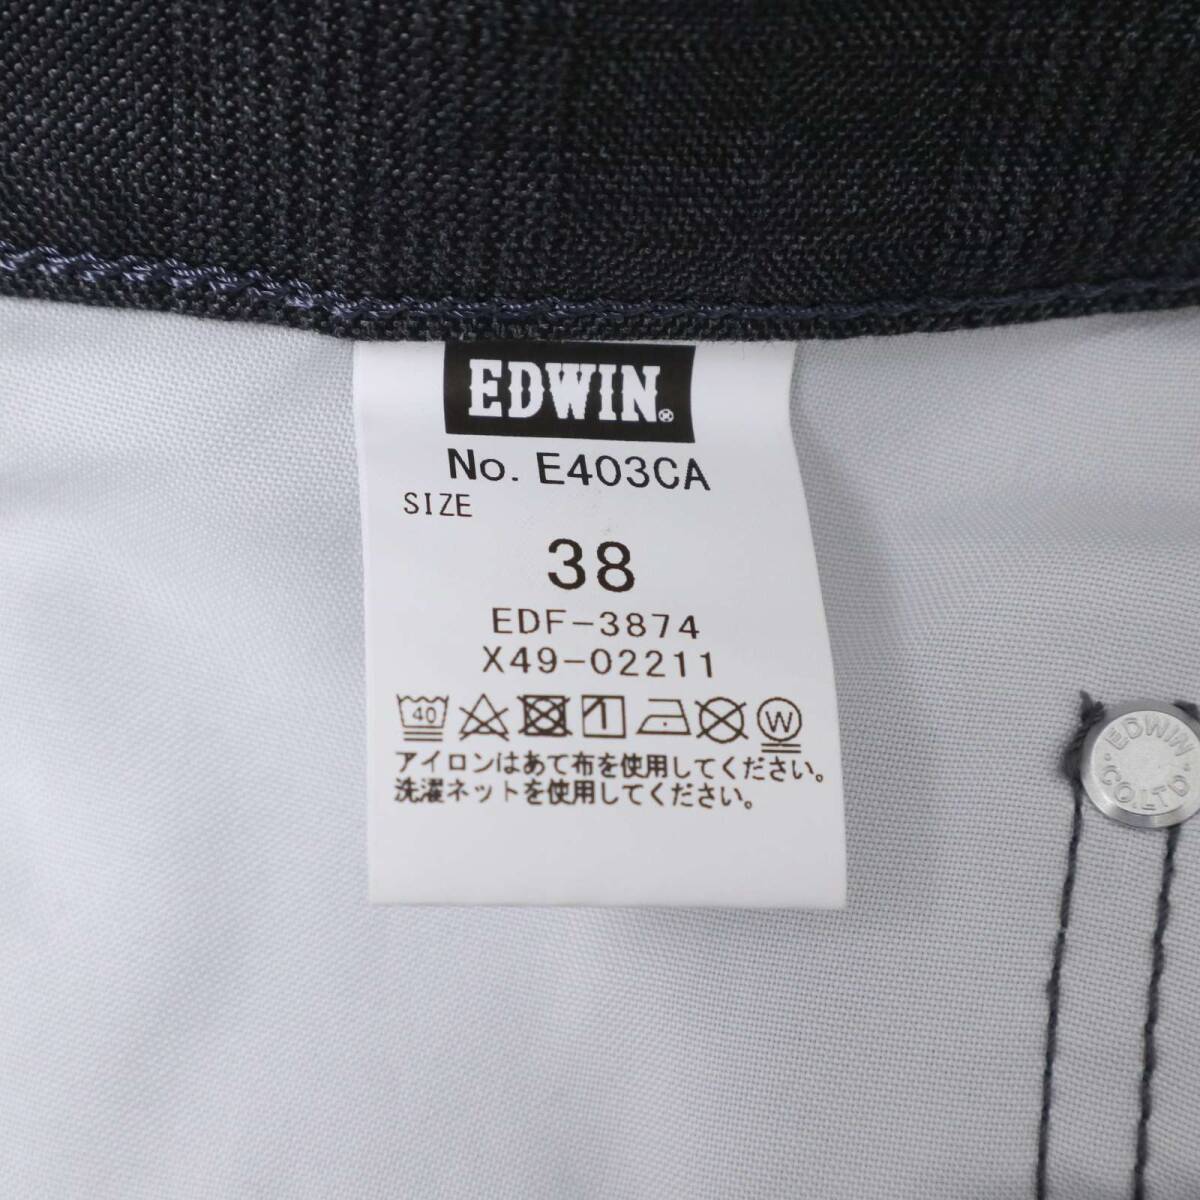 EDWIN®
No. E403CA
SIZE
38
EDF-3874
X49-02211
40 W
アイロンはあて布を使用してください。
洗濯ネットを使用してください。
EDWIN
CO.LTD